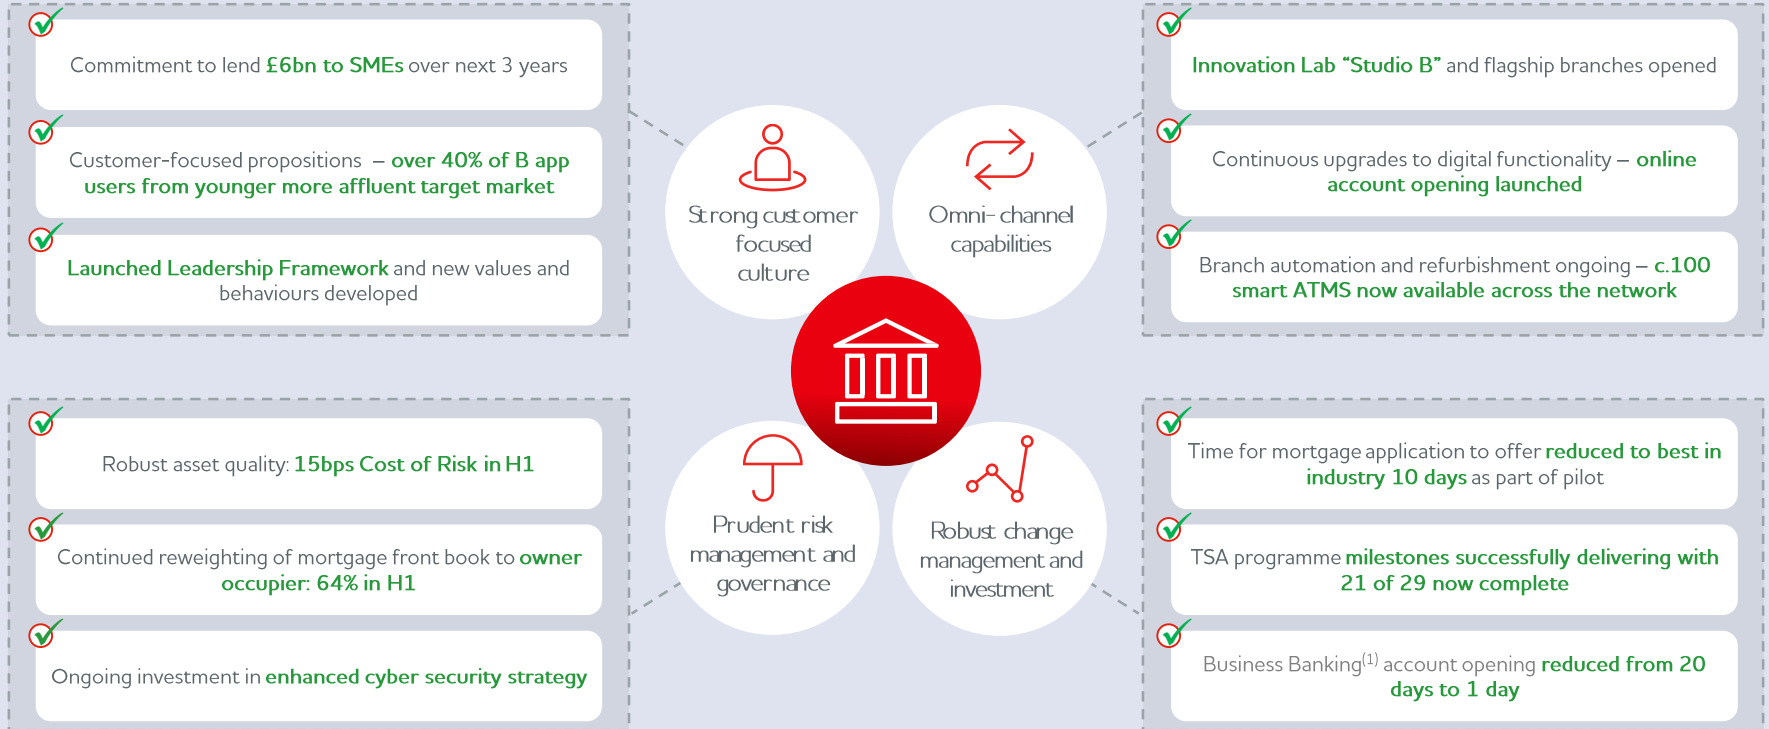 Commitment to lend £6bn to SMEs over next 3 years
Customer-focused propositions – over 40% of B app
users from younger more affluent target market
Launched Leadership Framework and new values and
behaviours developed
Strong customer
focused
culture
Omni-channel
capabilities
Innovation Lab “Studio B” and flagship branches opened
Continuous upgrades to digital functionality – online
account opening launched
Branch automation and refurbishment ongoing – c.100
smart ATMS now available across the network
Robust asset quality: 15bps Cost of Risk in H1
Continued reweighting of mortgage front book to owner
occupier: 64% in H1
Ongoing investment in enhanced cyber security strategy
Prudent risk
management and
governance
Robust change
management and
investment
Time for mortgage application to offer reduced to best in
industry 10 days as part of pilot
TSA programme milestones successfully delivering with
21 of 29 now complete
Business Banking(1) account opening reduced from 20
days to 1 day